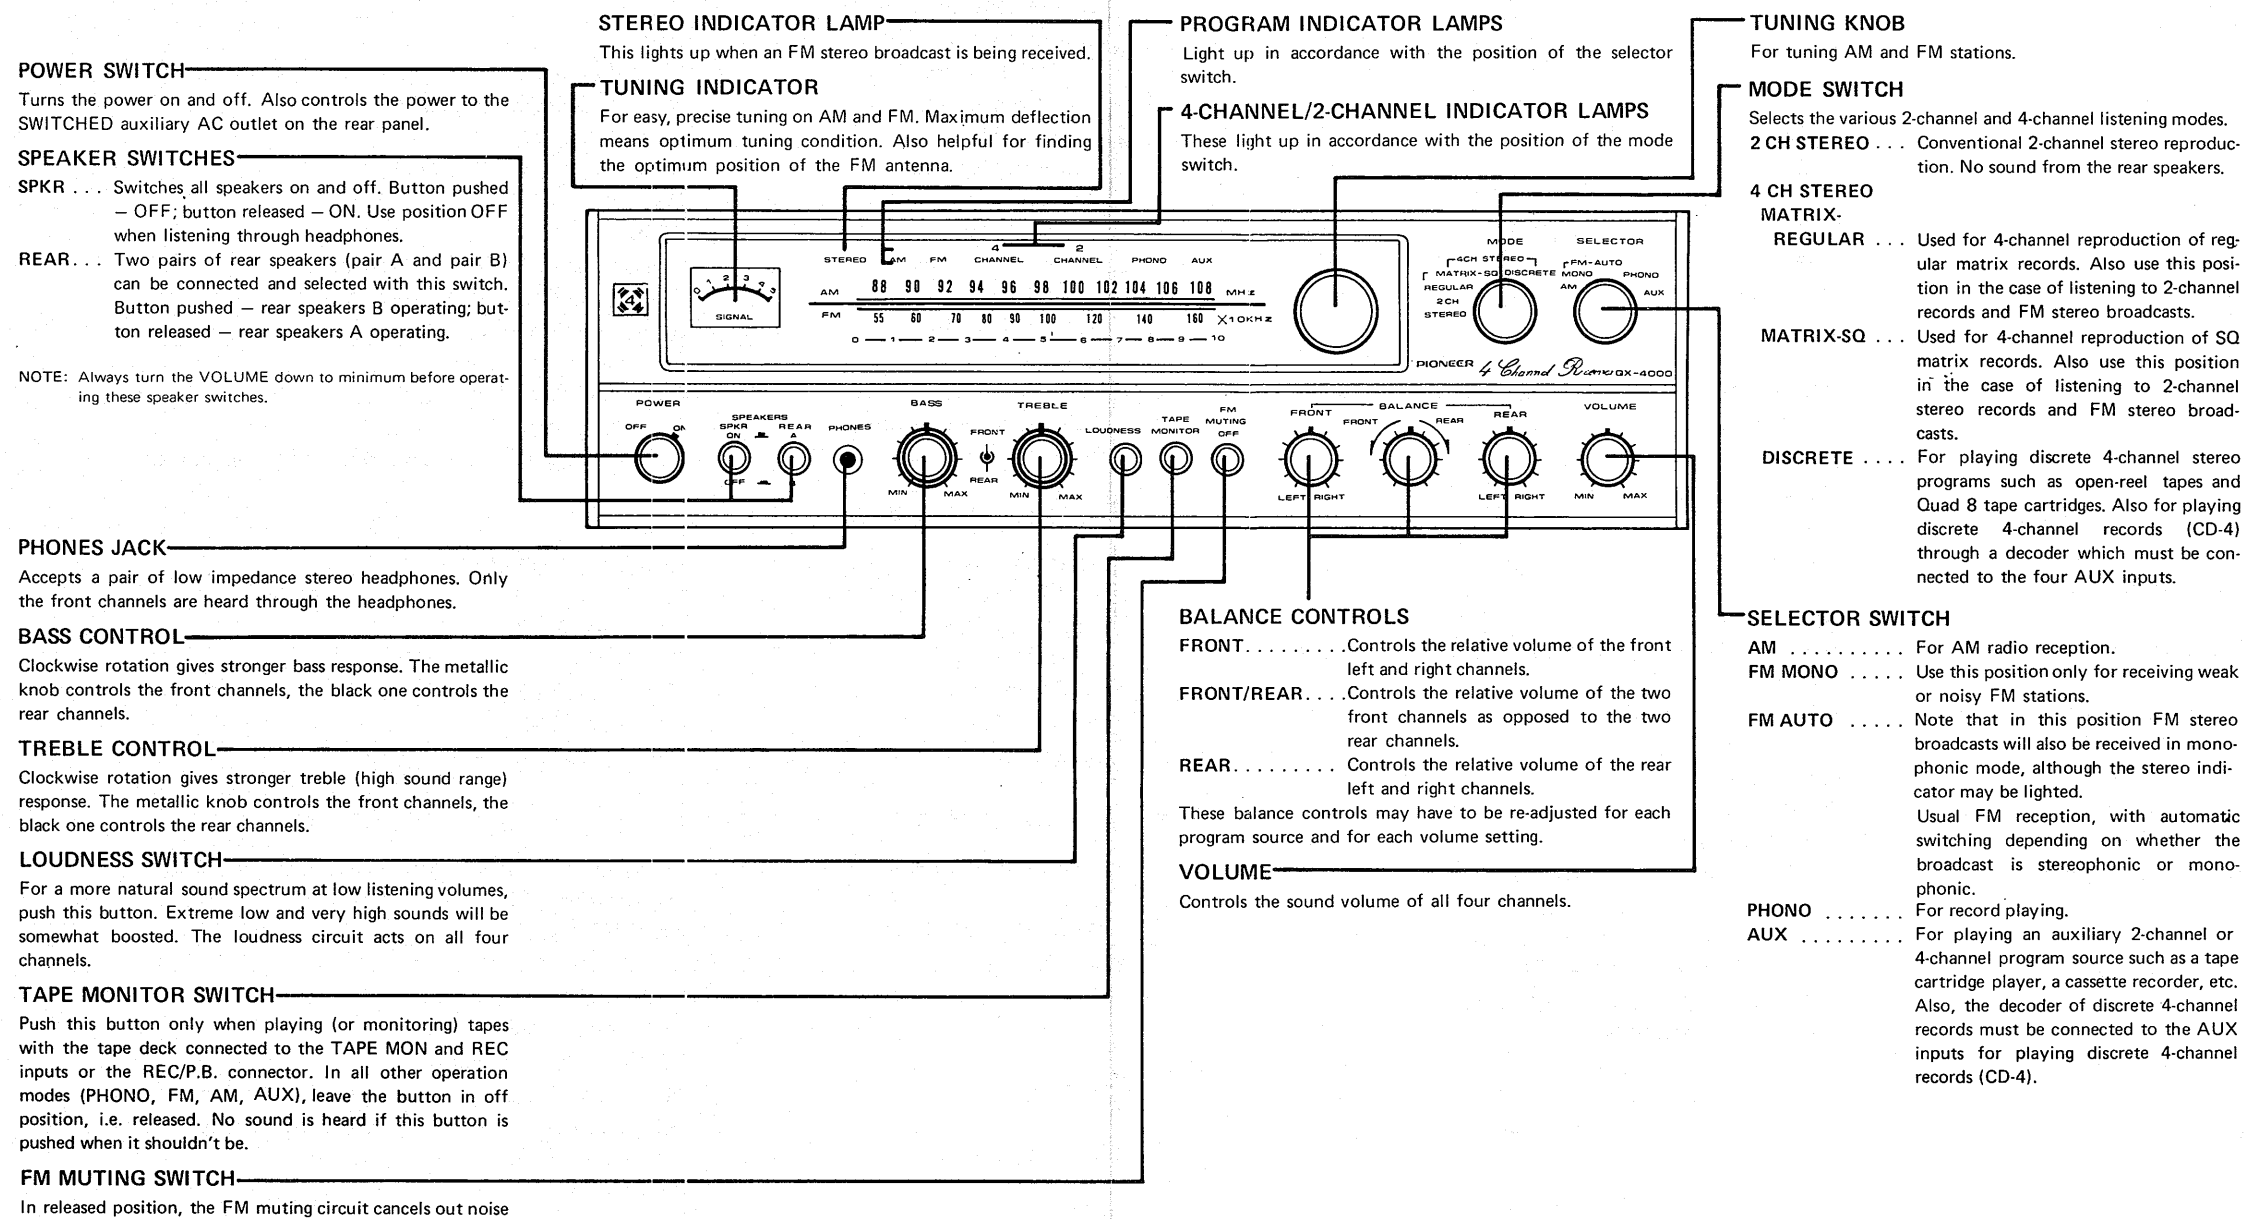 POWER SWITCH
Turns the power on and off. Also controls the power to the
SWITCHED auxiliary AC outlet on the rear panel.
SPEAKER SWITCHES
SPKR . . . Switches all speakers on and off. Button pushed
– OFF; button released – ON. Use position OFF
when listening through headphones.
REAR . . . Two pairs of rear speakers (pair A and pair B)
can be connected and selected with this switch.
Button pushed – rear speakers B operating; but-
ton released – rear speakers A operating.
NOTE: Always turn the VOLUME down to minimum before operat-
ing these speaker switches.
STEREO INDICATOR LAMP
This lights up when an FM stereo broadcast is being received.
TUNING INDICATOR
For easy, precise tuning on AM and FM. Maximum deflection
means optimum tuning condition. Also helpful for finding
the optimum position of the FM antenna.
PROGRAM INDICATOR LAMPS
Light up in accordance with the position of the selector
switch.
4-CHANNEL/2-CHANNEL INDICATOR LAMPS
These light up in accordance with the position of the mode
switch.
TUNING KNOB
For tuning AM and FM stations.
MODE SWITCH
Selects the various 2-channel and 4-channel listening modes.
2 CH STEREO . . . Conventional 2-channel stereo reproduc-
tion. No sound from the rear speakers.
4 CH STEREO
MATRIX-
REGULAR . . . Used for 4-channel reproduction of reg-
ular matrix records. Also use this posi-
tion in the case of listening to 2-channel
records and FM stereo broadcasts.
MATRIX-SQ . . . Used for 4-channel reproduction of SQ
matrix records. Also use this position
in the case of listening to 2-channel
stereo records and FM stereo broad-
casts.
DISCRETE . . . . For playing discrete 4-channel stereo
programs such as open-reel tapes and
Quad 8 tape cartridges. Also for playing
discrete 4-channel records (CD-4)
through a decoder which must be con-
nected to the four AUX inputs.
4 2
STEREO AM FM CHANNEL CHANNEL PHONO AUX
0 1 2 3 4 5
SIGNAL
4
AM 88 90 92 94 96 98 100 102 104 106 108 MHz
FM 55 60 70 80 90 100 120 140 160 X10KHz
0 1 2 3 4 5 6 7 8 9 10
MODE SELECTOR
4CH STEREO FM-AUTO
MATRIX-SQ DISCRETE MONO PHONO
REGULAR AM AUX
2CH
STEREO
PIONEER 4 Channel Receiver QX-4000
POWER BASS TREBLE FM BALANCE VOLUME
SPEAKERS TAPE MUTING FRONT REAR
OFF ON SPKR REAR PHONES FRONT LOUDNESS MONITOR OFF FRONT REAR
ON A
OFF B REAR
MIN MAX MIN MAX LEFT RIGHT LEFT RIGHT MIN MAX
PHONES JACK
Accepts a pair of low impedance stereo headphones. Only
the front channels are heard through the headphones.
BASS CONTROL
Clockwise rotation gives stronger bass response. The metallic
knob controls the front channels, the black one controls the
rear channels.
TREBLE CONTROL
Clockwise rotation gives stronger treble (high sound range)
response. The metallic knob controls the front channels, the
black one controls the rear channels.
LOUDNESS SWITCH
For a more natural sound spectrum at low listening volumes,
push this button. Extreme low and very high sounds will be
somewhat boosted. The loudness circuit acts on all four
channels.
TAPE MONITOR SWITCH
Push this button only when playing (or monitoring) tapes
with the tape deck connected to the TAPE MON and REC
inputs or the REC/P.B. connector. In all other operation
modes (PHONO, FM, AM, AUX), leave the button in off
position, i.e. released. No sound is heard if this button is
pushed when it shouldn't be.
FM MUTING SWITCH
In released position, the FM muting circuit cancels out noise
BALANCE CONTROLS
FRONT. . . . . . . . . Controls the relative volume of the front
left and right channels.
FRONT/REAR. . . . Controls the relative volume of the two
front channels as opposed to the two
rear channels.
REAR. . . . . . . . . Controls the relative volume of the rear
left and right channels.
These balance controls may have to be re-adjusted for each
program source and for each volume setting.
VOLUME
Controls the sound volume of all four channels.
SELECTOR SWITCH
AM . . . . . . . . . . For AM radio reception.
FM MONO . . . . . Use this position only for receiving weak
or noisy FM stations.
FM AUTO . . . . . Note that in this position FM stereo
broadcasts will also be received in mono-
phonic mode, although the stereo indi-
cator may be lighted.
Usual FM reception, with automatic
switching depending on whether the
broadcast is stereophonic or mono-
phonic.
PHONO . . . . . . . For record playing.
AUX . . . . . . . . . For playing an auxiliary 2-channel or
4-channel program source such as a tape
cartridge player, a cassette recorder, etc.
Also, the decoder of discrete 4-channel
records must be connected to the AUX
inputs for playing discrete 4-channel
records (CD-4).